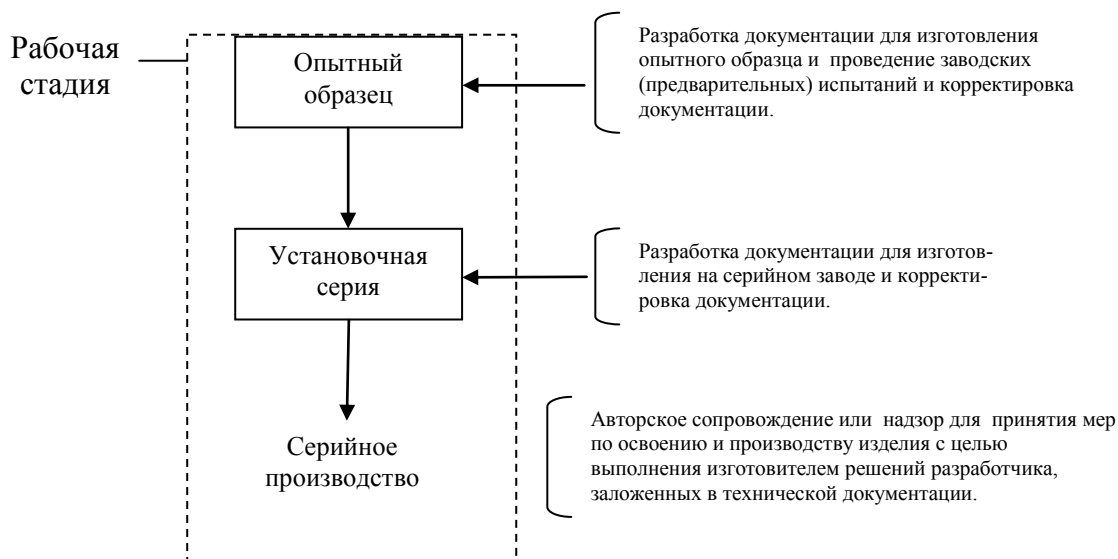 Рабочая
стадия
Опытный
образец
Разработка документации для изготовления
опытного образца и проведение заводских
(предварительных) испытаний и корректировка
документации.
Установочная
серия
Разработка документации для изготов-
ления на серийном заводе и корректи-
ровка документации.
Серийное
производство
Авторское сопровождение или надзор для принятия мер
по освоению и производству изделия с целью
выполнения изготовителем решений разработчика,
заложенных в технической документации.